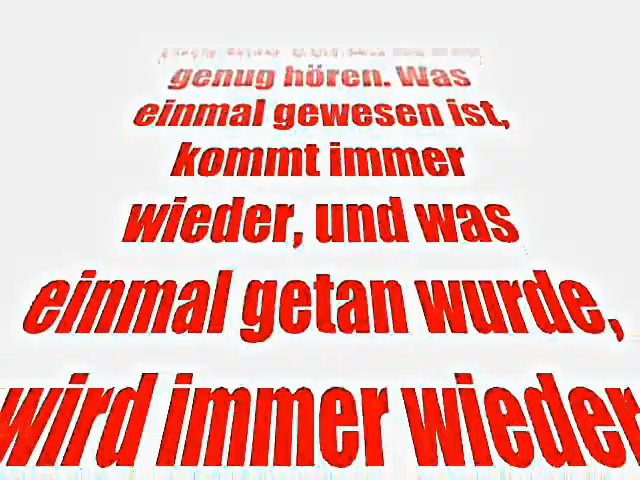 genug hören. Was
einmal gewesen ist,
kommt immer
wieder, und was
einmal getan wurde,
wird immer wieder